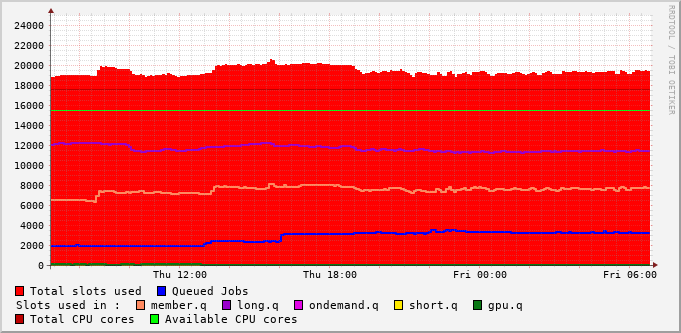 24000
22000
20000
18000
16000
14000
12000
10000
8000
6000
4000
2000
0
Thu 12:00 Thu 18:00 Fri 00:00 Fri 06:00
RRDTOOL / TOBI OETIKER
Total slots used Queued Jobs
Slots used in : member.q long.q ondemand.q short.q gpu.q
Total CPU cores Available CPU cores